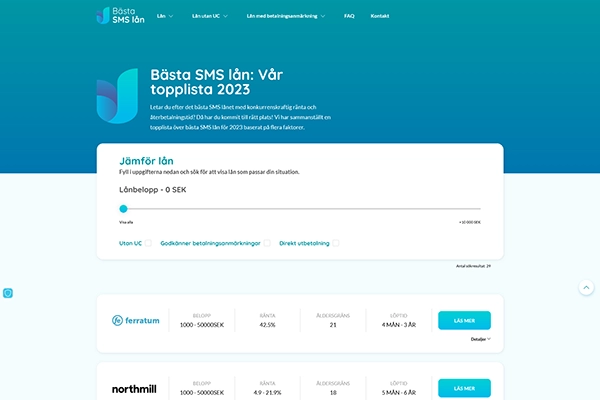 Bästa
SMS lån
Lån
Lån utan UC
Lån med betalningsanmärkning
FAQ
Kontakt
Bästa SMS lån: Vår
topplista 2023
Letar du efter det bästa SMS lånet med konkurrenskraftig ränta och
återbetalningstid? Då har du kommit till rätt plats! Vi har sammanställt en
topplista över bästa SMS lån för 2023 baserat på flera faktorer.
Jämför lån
Fyll i uppgifterna nedan och sök för att visa lån som passar din situation.
Lånbelopp - 0 SEK
Visa alla
+10 000 SEK
Utan UC
Godkänner betalningsanmärkningar
Direkt utbetalning
Antal sökresultat: 29
fe ferratum
BELOPP
1000 - 50000SEK
RÄNTA
42.5%
ÅLDERSGRÄNS
21
LÖPTID
4 MÅN - 3 ÅR
LÄS MER
Detaljer
northmill
BELOPP
1000 - 50000SEK
RÄNTA
4.9 - 21.9%
ÅLDERSGRÄNS
18
LÖPTID
5 MÅN - 6 ÅR
LÄS MER